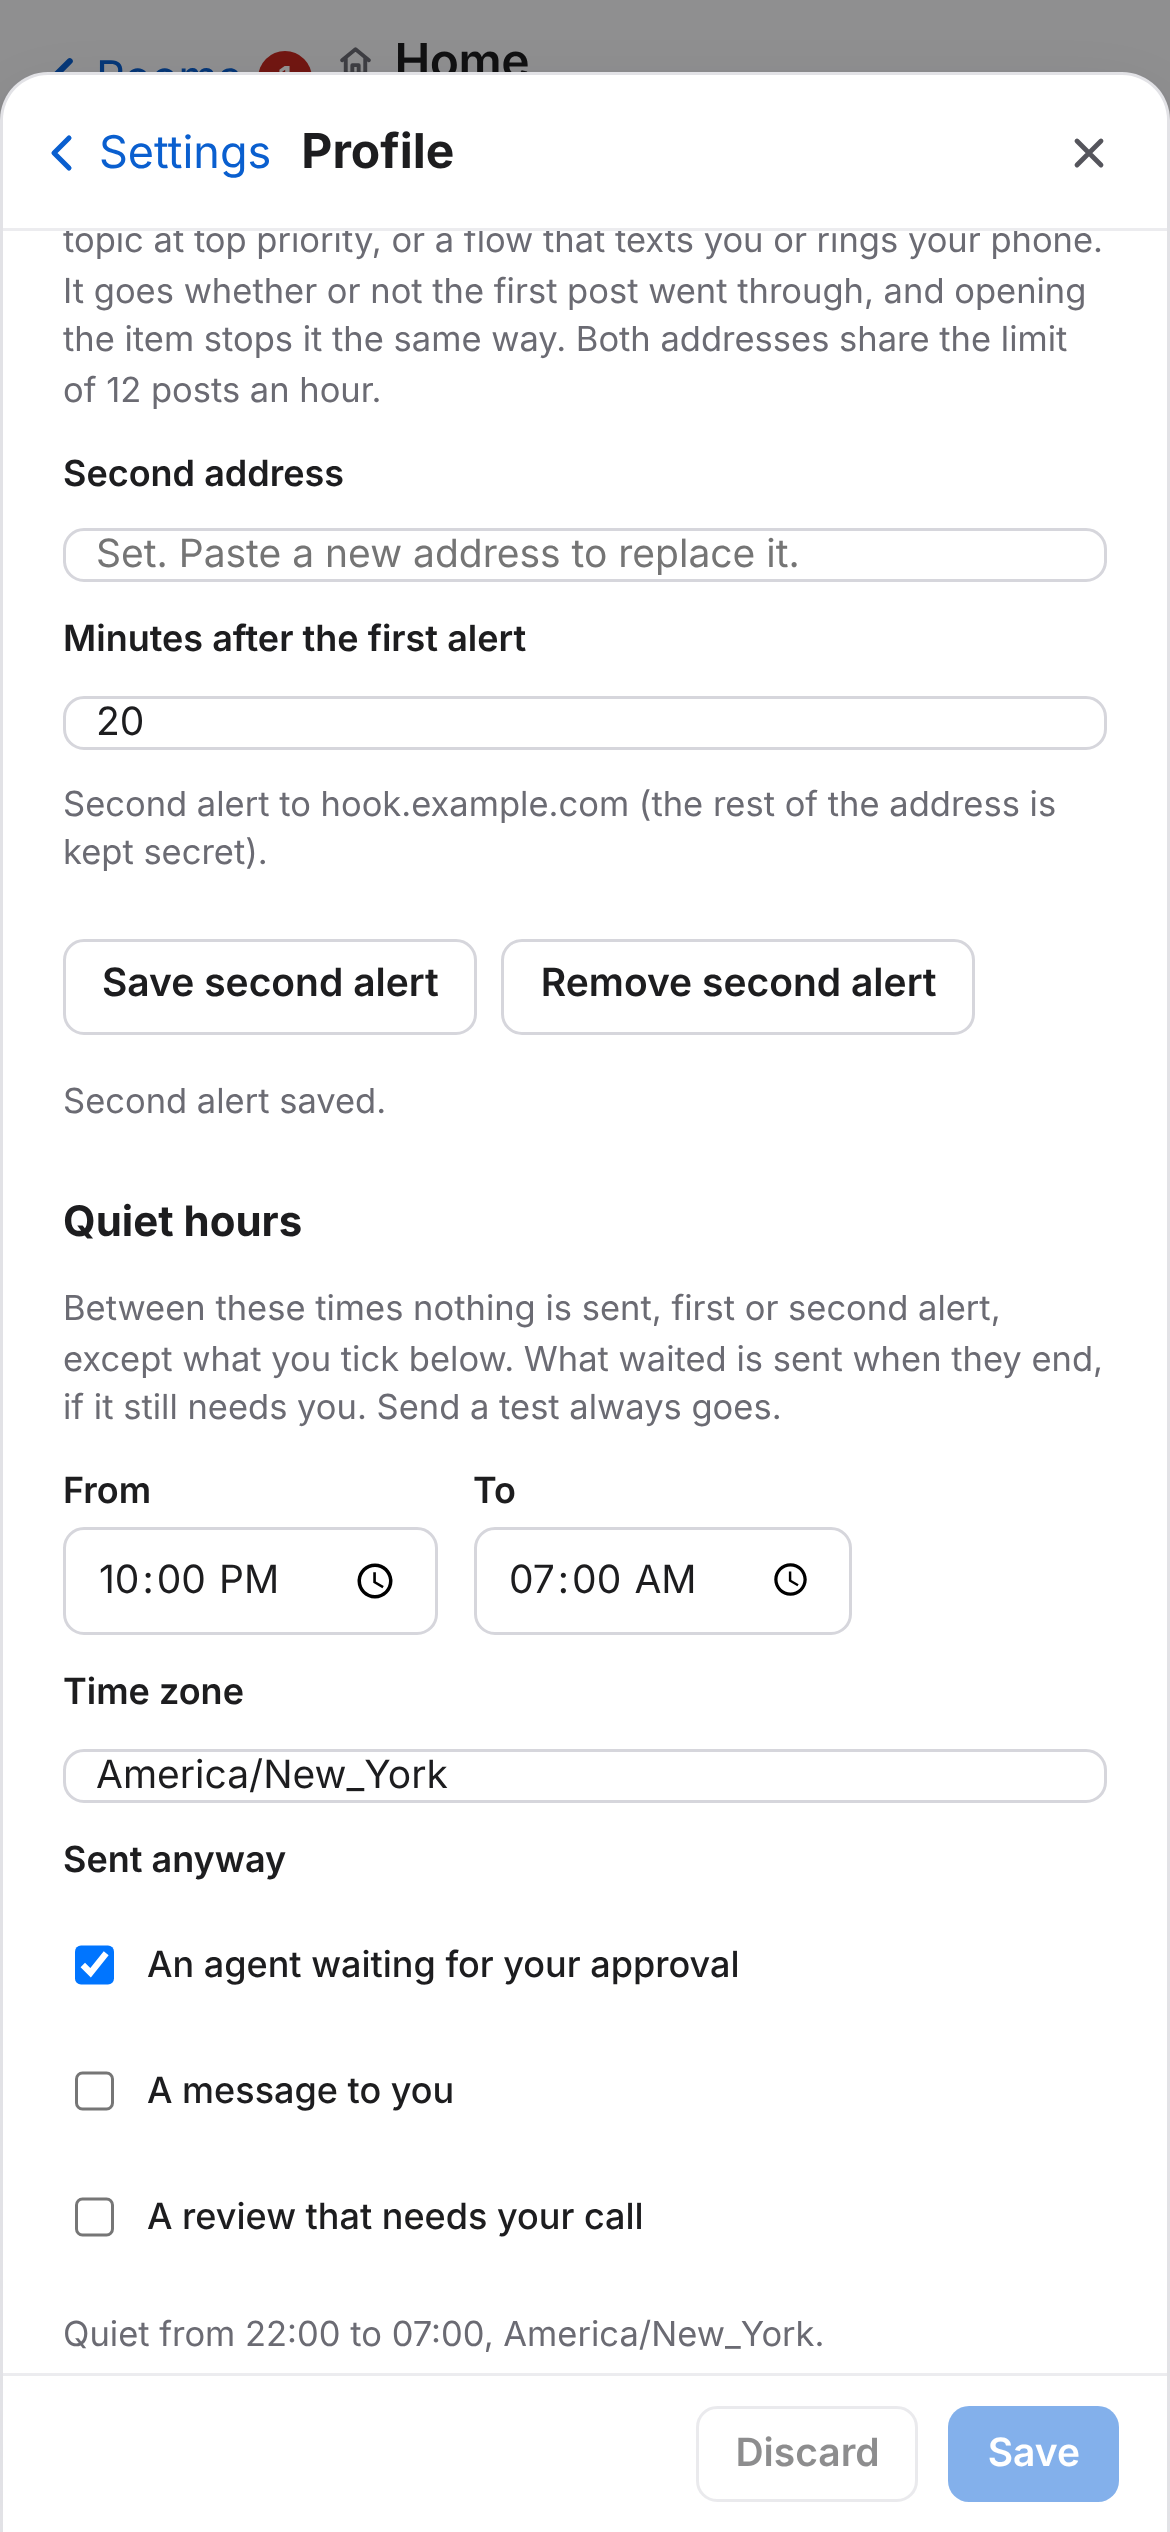 Rooms 1 Home
Settings Profile
topic at top priority, or a flow that texts you or rings your phone.
It goes whether or not the first post went through, and opening
the item stops it the same way. Both addresses share the limit
of 12 posts an hour.
Second address
Set. Paste a new address to replace it.
Minutes after the first alert
20
Second alert to hook.example.com (the rest of the address is
kept secret).
Save second alert Remove second alert
Second alert saved.
Quiet hours
Between these times nothing is sent, first or second alert,
except what you tick below. What waited is sent when they end,
if it still needs you. Send a test always goes.
From To
10:00 PM 07:00 AM
Time zone
America/New_York
Sent anyway
An agent waiting for your approval
A message to you
A review that needs your call
Quiet from 22:00 to 07:00, America/New_York.
Discard Save